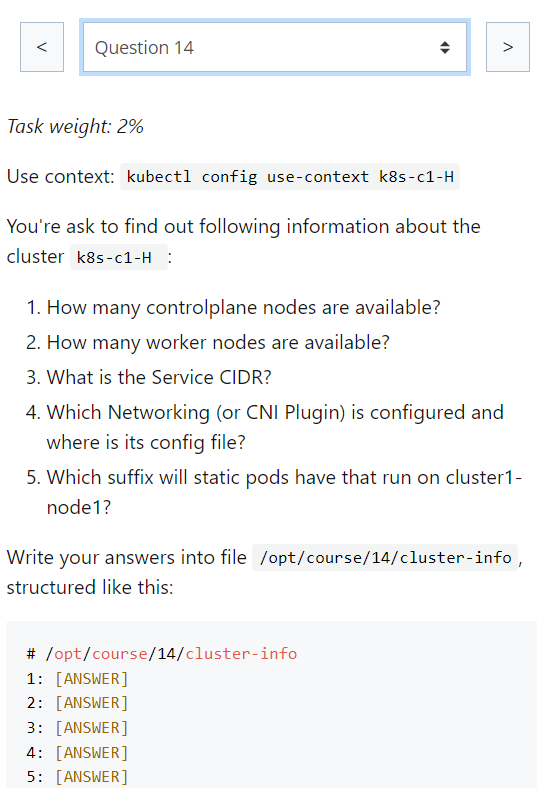 < Question 14 >
Task weight: 2%
Use context: kubectl config use-context k8s-c1-H
You're ask to find out following information about the
cluster k8s-c1-H :
1. How many controlplane nodes are available?
2. How many worker nodes are available?
3. What is the Service CIDR?
4. Which Networking (or CNI Plugin) is configured and
where is its config file?
5. Which suffix will static pods have that run on cluster1-
node1?
Write your answers into file /opt/course/14/cluster-info ,
structured like this:
# /opt/course/14/cluster-info
1: [ANSWER]
2: [ANSWER]
3: [ANSWER]
4: [ANSWER]
5: [ANSWER]